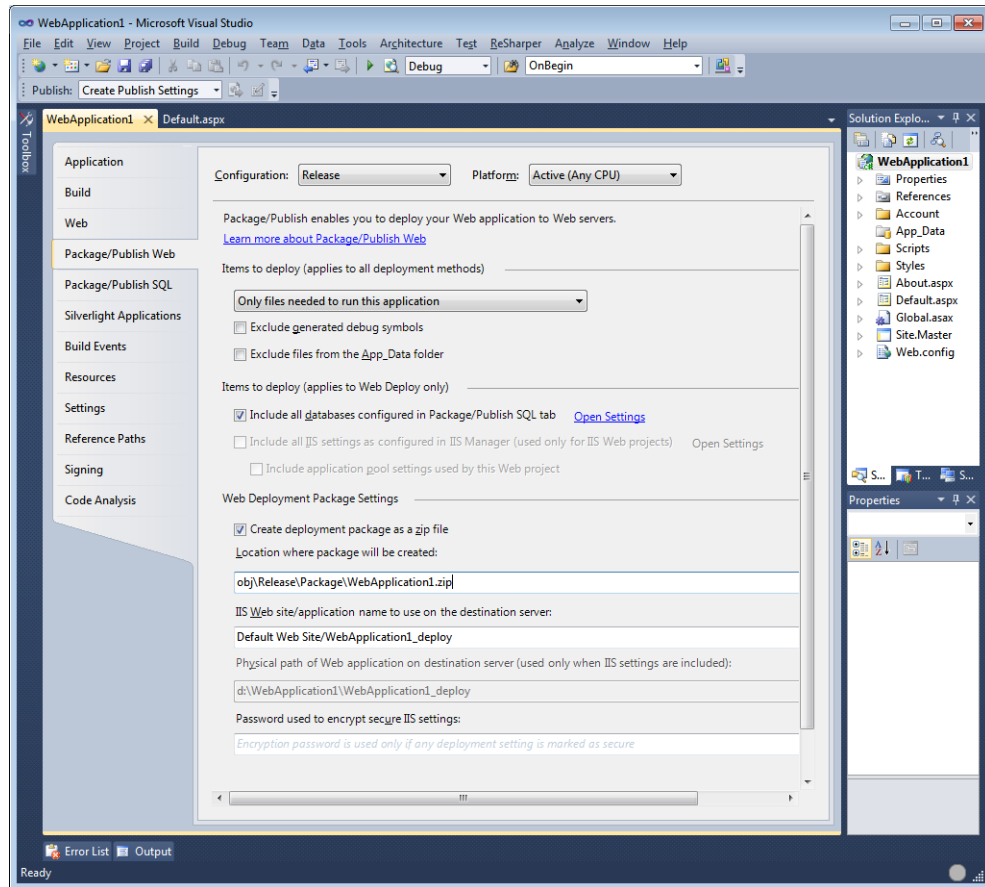 WebApplication1 - Microsoft Visual Studio
File Edit View Project Build Debug Team Data Tools Architecture Test ReSharper Analyze Window Help
Debug OnBegin
Publish: Create Publish Settings
Toolbox
WebApplication1 Default.aspx
Application
Build
Web
Package/Publish Web
Package/Publish SQL
Silverlight Applications
Build Events
Resources
Settings
Reference Paths
Signing
Code Analysis
Configuration: Release Platform: Active (Any CPU)
Package/Publish enables you to deploy your Web application to Web servers.
Learn more about Package/Publish Web
Items to deploy (applies to all deployment methods)
Only files needed to run this application
Exclude generated debug symbols
Exclude files from the App_Data folder
Items to deploy (applies to Web Deploy only)
Include all databases configured in Package/Publish SQL tab Open Settings
Include all IIS settings as configured in IIS Manager (used only for IIS Web projects) Open Settings
Include application pool settings used by this Web project
Web Deployment Package Settings
Create deployment package as a zip file
Location where package will be created:
obj\Release\Package\WebApplication1.zip
IIS Web site/application name to use on the destination server:
Default Web Site/WebApplication1_deploy
Physical path of Web application on destination server (used only when IIS settings are included):
d:\WebApplication1\WebApplication1_deploy
Password used to encrypt secure IIS settings:
Encryption password is used only if any deployment setting is marked as secure
Solution Explo...
WebApplication1
Properties
References
Account
App_Data
Scripts
Styles
About.aspx
Default.aspx
Global.asax
Site.Master
Web.config
S... T... S...
Properties
Error List Output
Ready